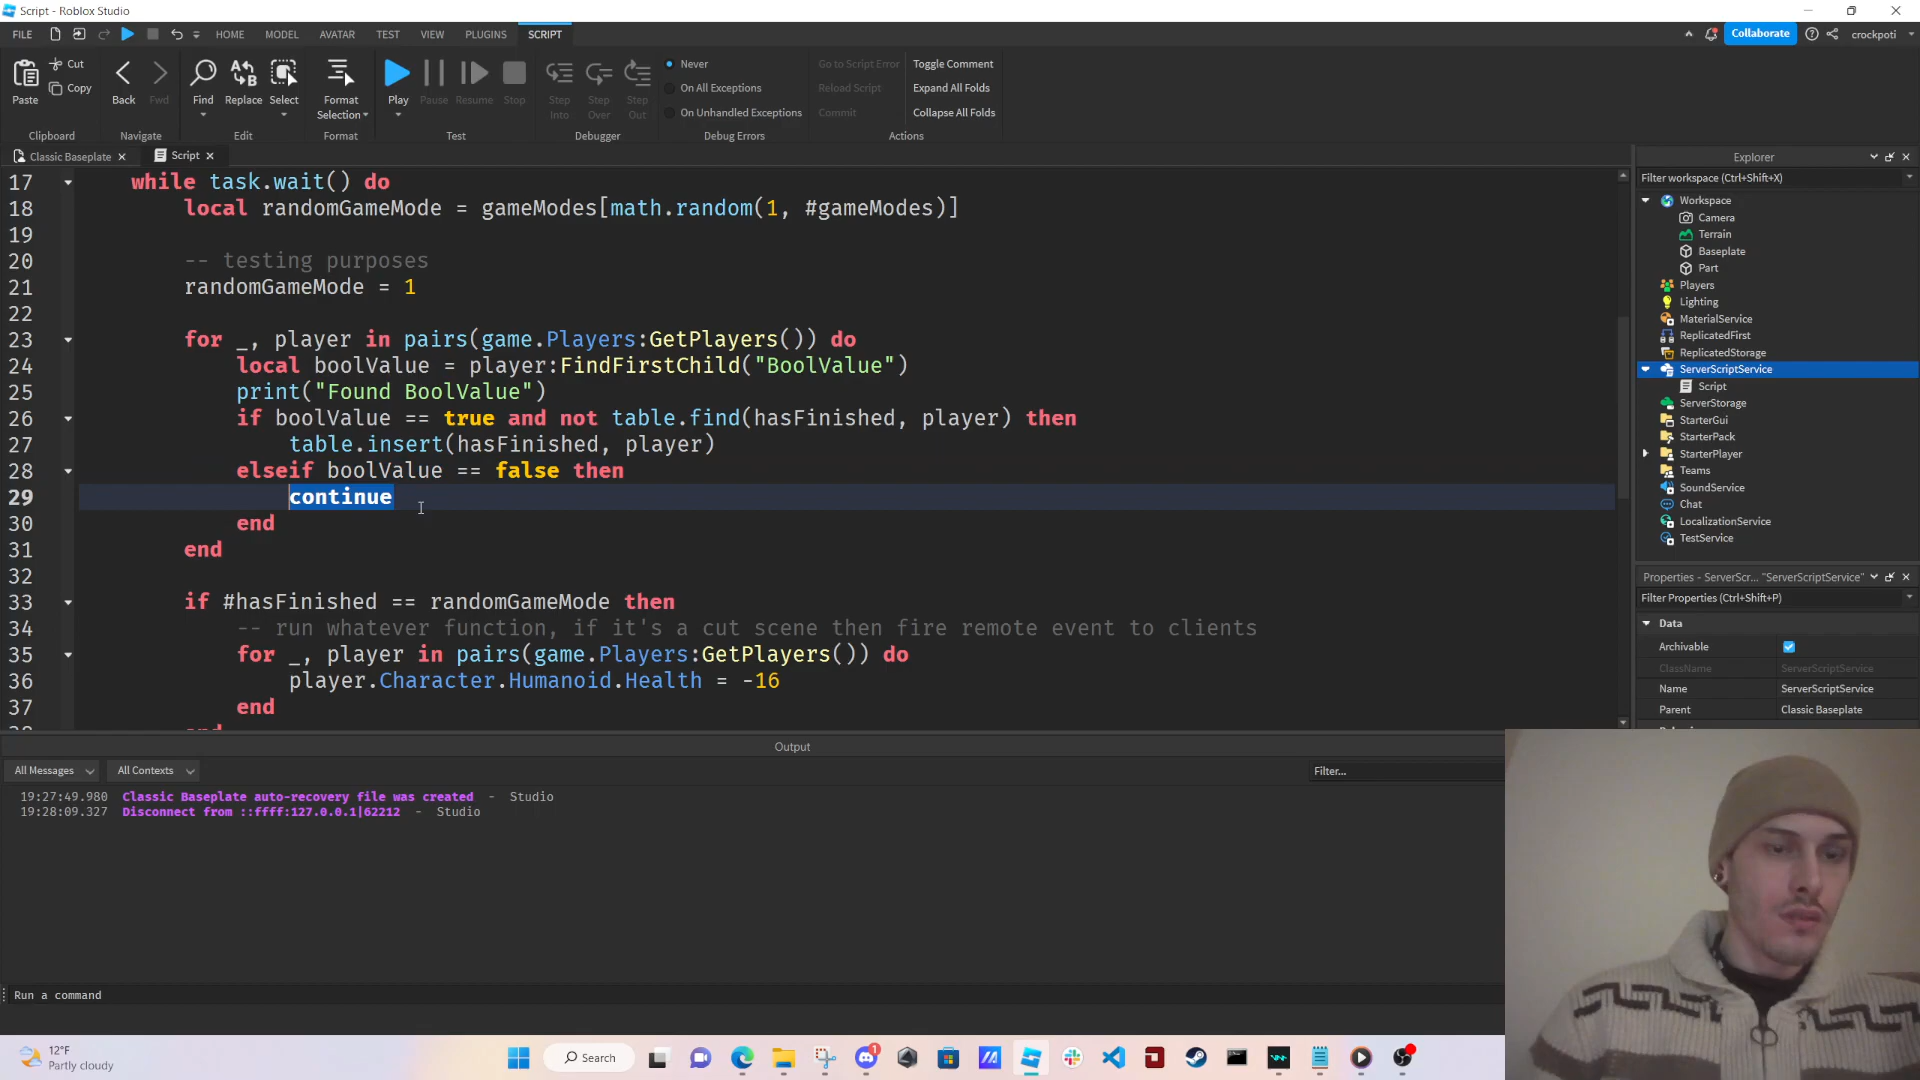 Script - Roblox Studio
FILE HOME MODEL AVATAR TEST VIEW PLUGINS SCRIPT Collaborate crockpoti
Paste Cut Copy Back Fwd Find Replace Select Format Selection Play Pause Resume Stop Step Into Step Over Step Out
Never Go to Script Error Toggle Comment
On All Exceptions Reload Script Expand All Folds
On Unhandled Exceptions Commit Collapse All Folds
Clipboard Navigate Edit Format Test Debugger Debug Errors Actions
Classic Baseplate Script
17 while task.wait() do
18 local randomGameMode = gameModes[math.random(1, #gameModes)]
19
20 -- testing purposes
21 randomGameMode = 1
22
23 for _, player in pairs(game.Players:GetPlayers()) do
24 local boolValue = player:FindFirstChild("BoolValue")
25 print("Found BoolValue")
26 if boolValue == true and not table.find(hasFinished, player) then
27 table.insert(hasFinished, player)
28 elseif boolValue == false then
29 continue
30 end
31 end
32
33 if #hasFinished == randomGameMode then
34 -- run whatever function, if it's a cut scene then fire remote event to clients
35 for _, player in pairs(game.Players:GetPlayers()) do
36 player.Character.Humanoid.Health = -16
37 end
Explorer
Filter workspace (Ctrl+Shift+X)
Workspace
Camera
Terrain
Baseplate
Part
Players
Lighting
MaterialService
ReplicatedFirst
ReplicatedStorage
ServerScriptService
Script
ServerStorage
StarterGui
StarterPack
StarterPlayer
Teams
SoundService
Chat
LocalizationService
TestService
Properties - ServerScr... "ServerScriptService"
Filter Properties (Ctrl+Shift+P)
Data
Archivable
ClassName ServerScriptService
Name ServerScriptService
Parent Classic Baseplate
Output
All Messages All Contexts Filter...
19:27:49.980 Classic Baseplate auto-recovery file was created - Studio
19:28:09.327 Disconnect from ::ffff:127.0.0.1|62212 - Studio
Run a command
12°F
Partly cloudy
Search
1